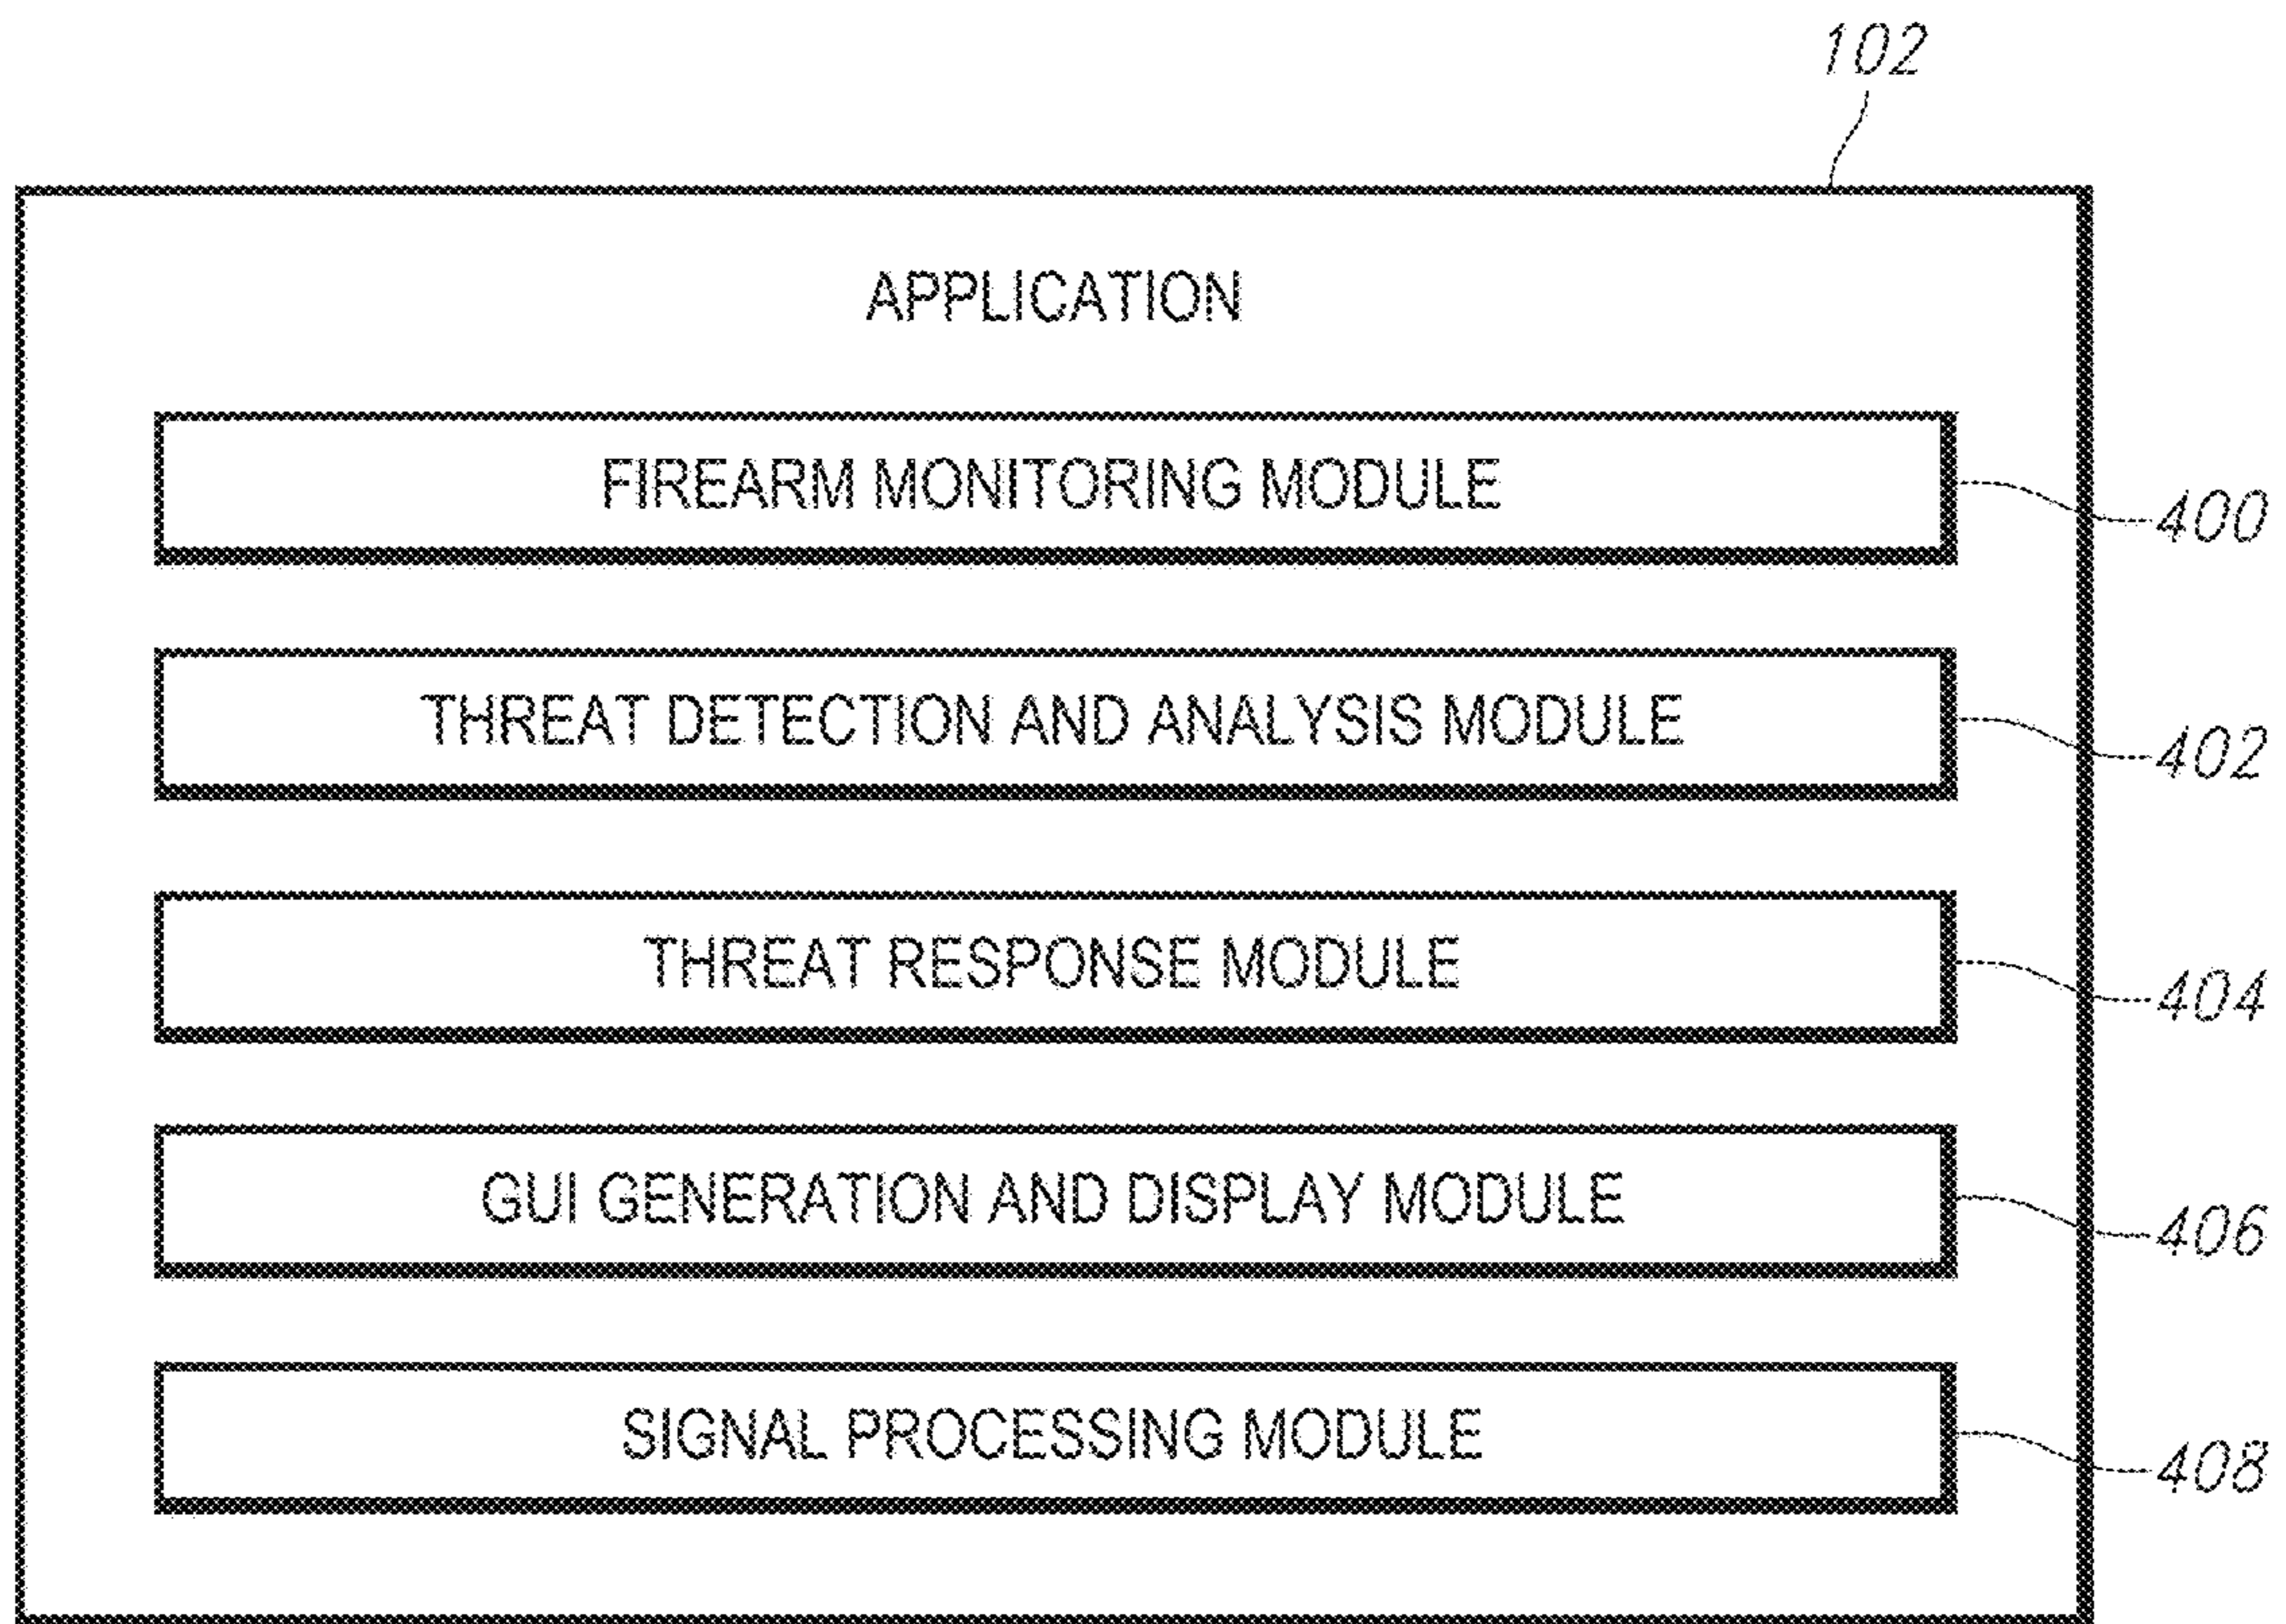 102
APPLICATION
FIREARM MONITORING MODULE
400
THREAT DETECTION AND ANALYSIS MODULE
402
THREAT RESPONSE MODULE
404
GUI GENERATION AND DISPLAY MODULE
406
SIGNAL PROCESSING MODULE
408